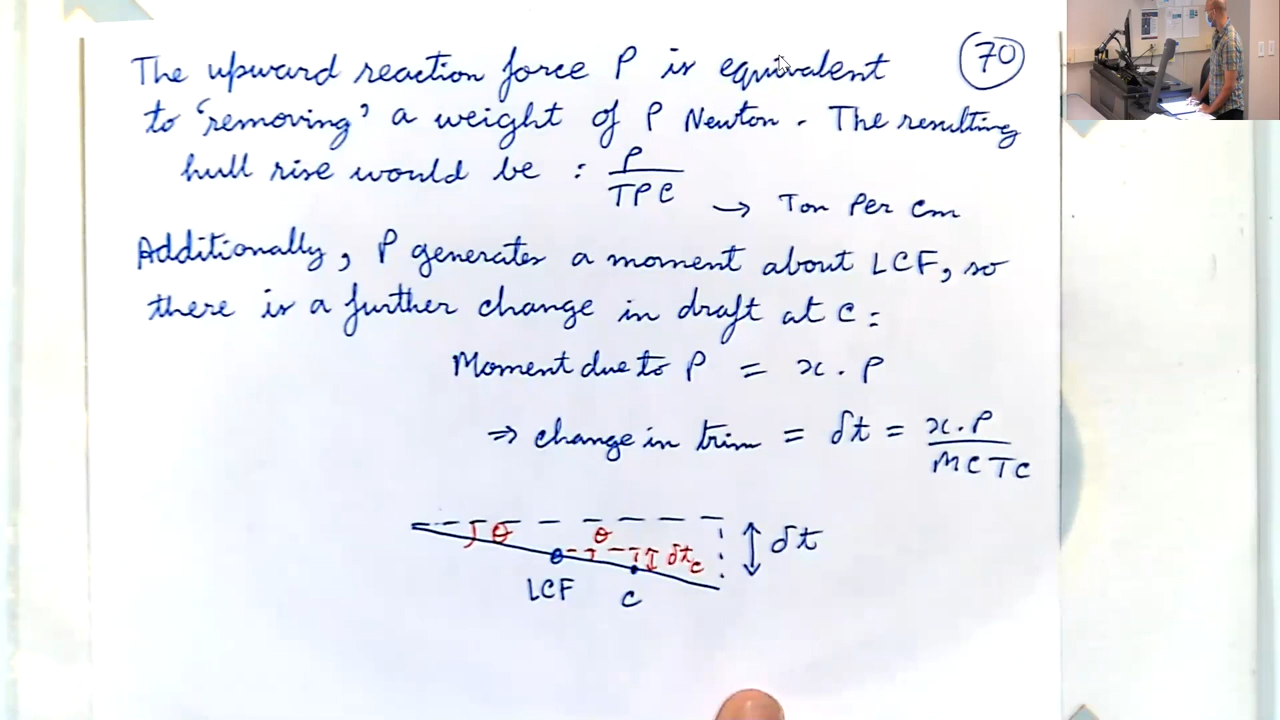 The upward reaction force P is equivalent
70
to 'removing' a weight of P Newton. The resulting
hull rise would be : P / TPC
→ Ton Per cm
Additionally, P generates a moment about LCF, so
there is a further change in draft at C:
Moment due to P = x . P
⇒ change in trim = δt = x.P / MCTC
θ θ δt_c δt
LCF C